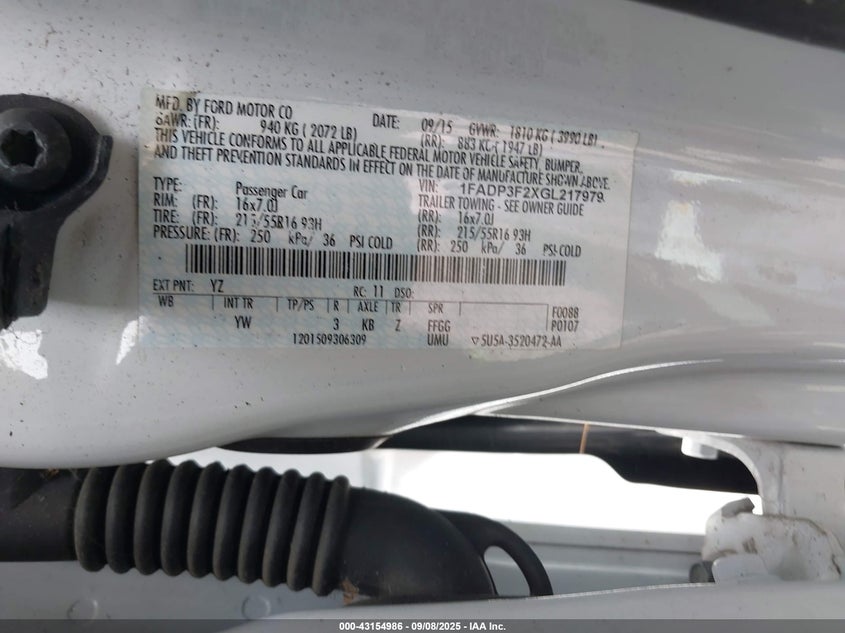 MFD. BY FORD MOTOR CO DATE: 09/15 GVWR: 1810 KG ( 3990 LB)
GAWR: (FR): 940 KG ( 2072 LB) (RR): 883 KG ( 1947 LB)
THIS VEHICLE CONFORMS TO ALL APPLICABLE FEDERAL MOTOR VEHICLE SAFETY, BUMPER,
AND THEFT PREVENTION STANDARDS IN EFFECT ON THE DATE OF MANUFACTURE SHOWN ABOVE.
VIN: 1FADP3F2XGL217979
TYPE: Passenger Car TRAILER TOWING - SEE OWNER GUIDE
RIM: (FR): 16x7.0J (RR): 16x7.0J
TIRE: (FR): 215/55R16 93H (RR): 215/55R16 93H
PRESSURE: (FR): 250 kPa/ 36 PSI COLD (RR): 250 kPa/ 36 PSI COLD
EXT PNT: YZ RC: 11 DSO:
WB INT TR TP/PS R AXLE TR SPR F0088
YW 3 KB Z FFGG P0107
1201509306309 UMU ▽5U5A-3520472-AA
000-43154986 - 09/08/2025 - IAA Inc.